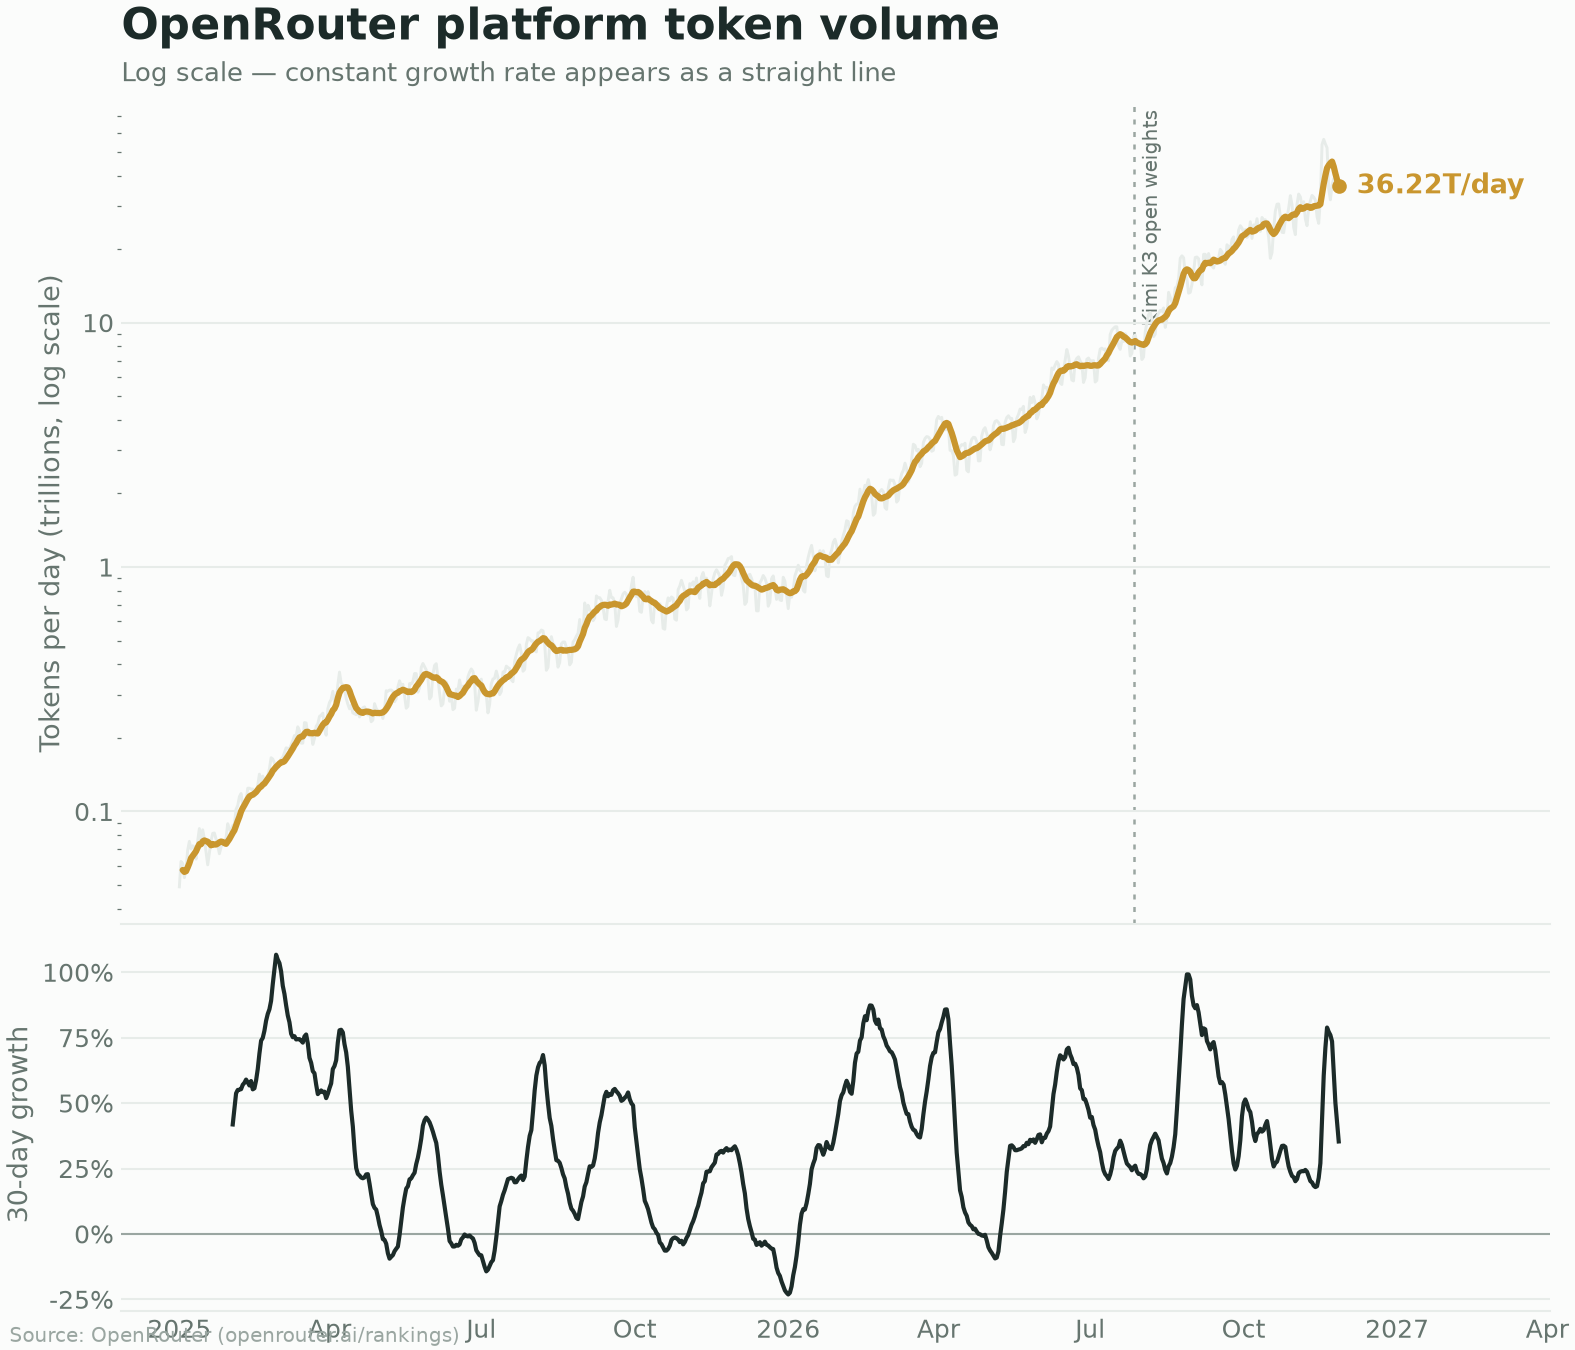 OpenRouter platform token volume
Log scale — constant growth rate appears as a straight line
Kimi K3 open weights
36.22T/day
Tokens per day (trillions, log scale)
10
1
0.1
30-day growth
100%
75%
50%
25%
0%
-25%
2025 Apr Jul Oct 2026 Apr Jul Oct 2027 Apr
Source: OpenRouter (openrouter.ai/rankings)